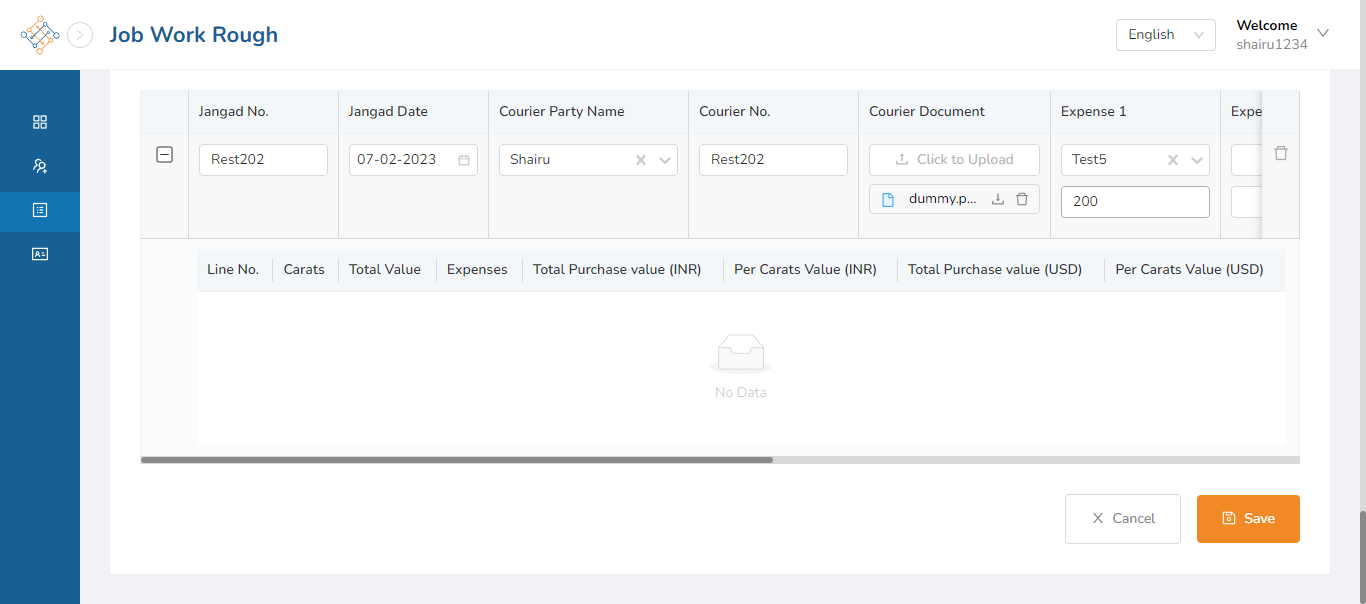 Job Work Rough
English
Welcome
shairu1234
Jangad No.
Jangad Date
Courier Party Name
Courier No.
Courier Document
Expense 1
Expe
Rest202
07-02-2023
Shairu
Rest202
Click to Upload
Test5
dummy.p...
200
Line No.
Carats
Total Value
Expenses
Total Purchase value (INR)
Per Carats Value (INR)
Total Purchase value (USD)
Per Carats Value (USD)
No Data
Cancel
Save